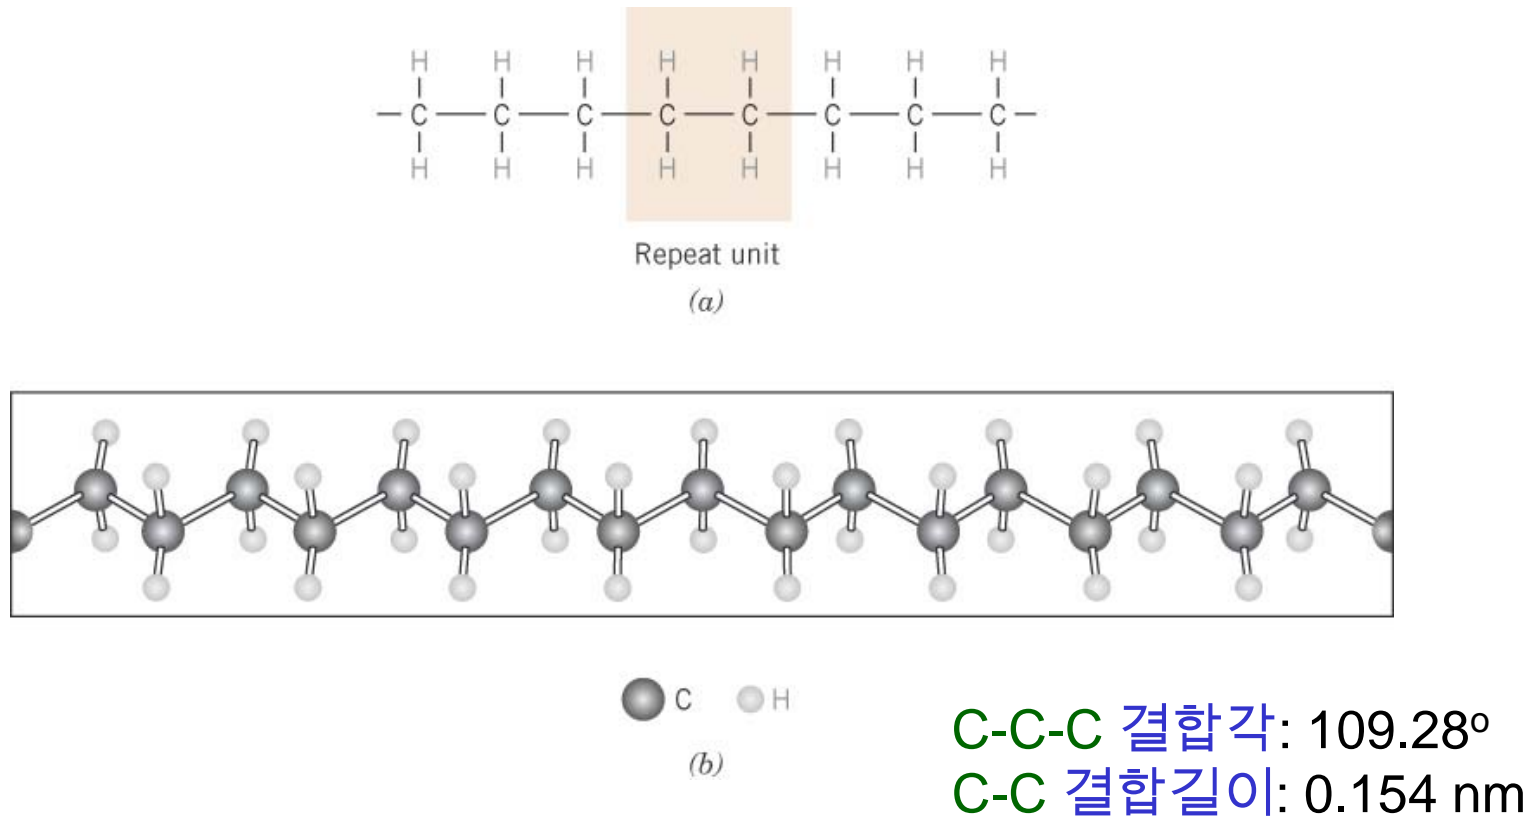 H H H H H H H H
— C — C — C — C — C — C — C — C —
H H H H H H H H
Repeat unit
(a)
C H
(b)
C-C-C 결합각: 109.28º
C-C 결합길이: 0.154 nm